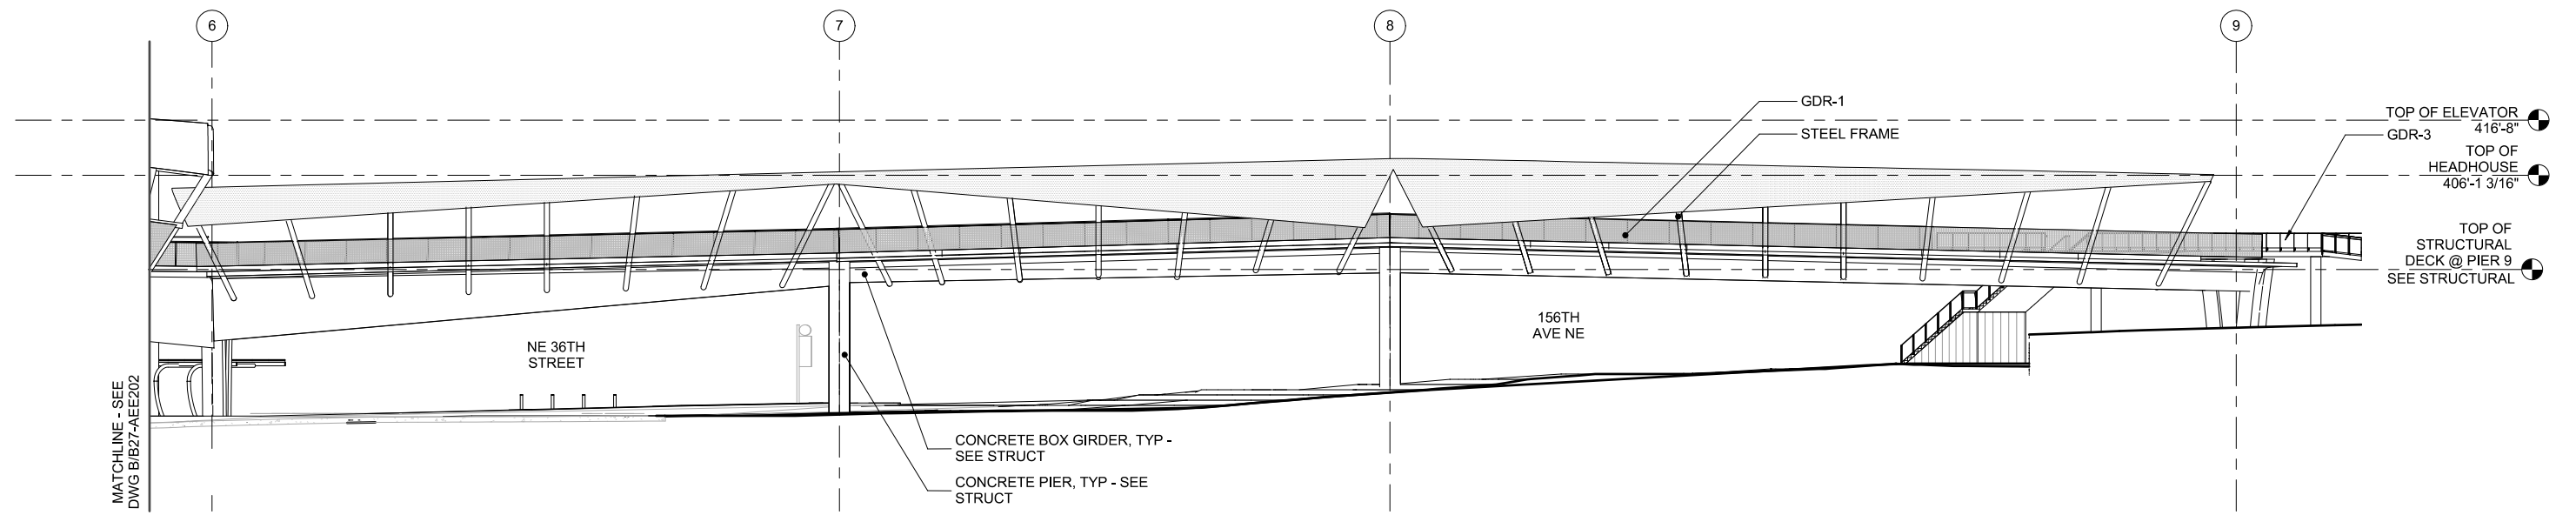 6
7
8
9
GDR-1
STEEL FRAME
TOP OF ELEVATOR
416'-8"
GDR-3
TOP OF
HEADHOUSE
406'-1 3/16"
TOP OF
STRUCTURAL
DECK @ PIER 9
SEE STRUCTURAL
NE 36TH
STREET
156TH
AVE NE
MATCHLINE - SEE
DWG B/B27-AEE202
CONCRETE BOX GIRDER, TYP -
SEE STRUCT
CONCRETE PIER, TYP - SEE
STRUCT